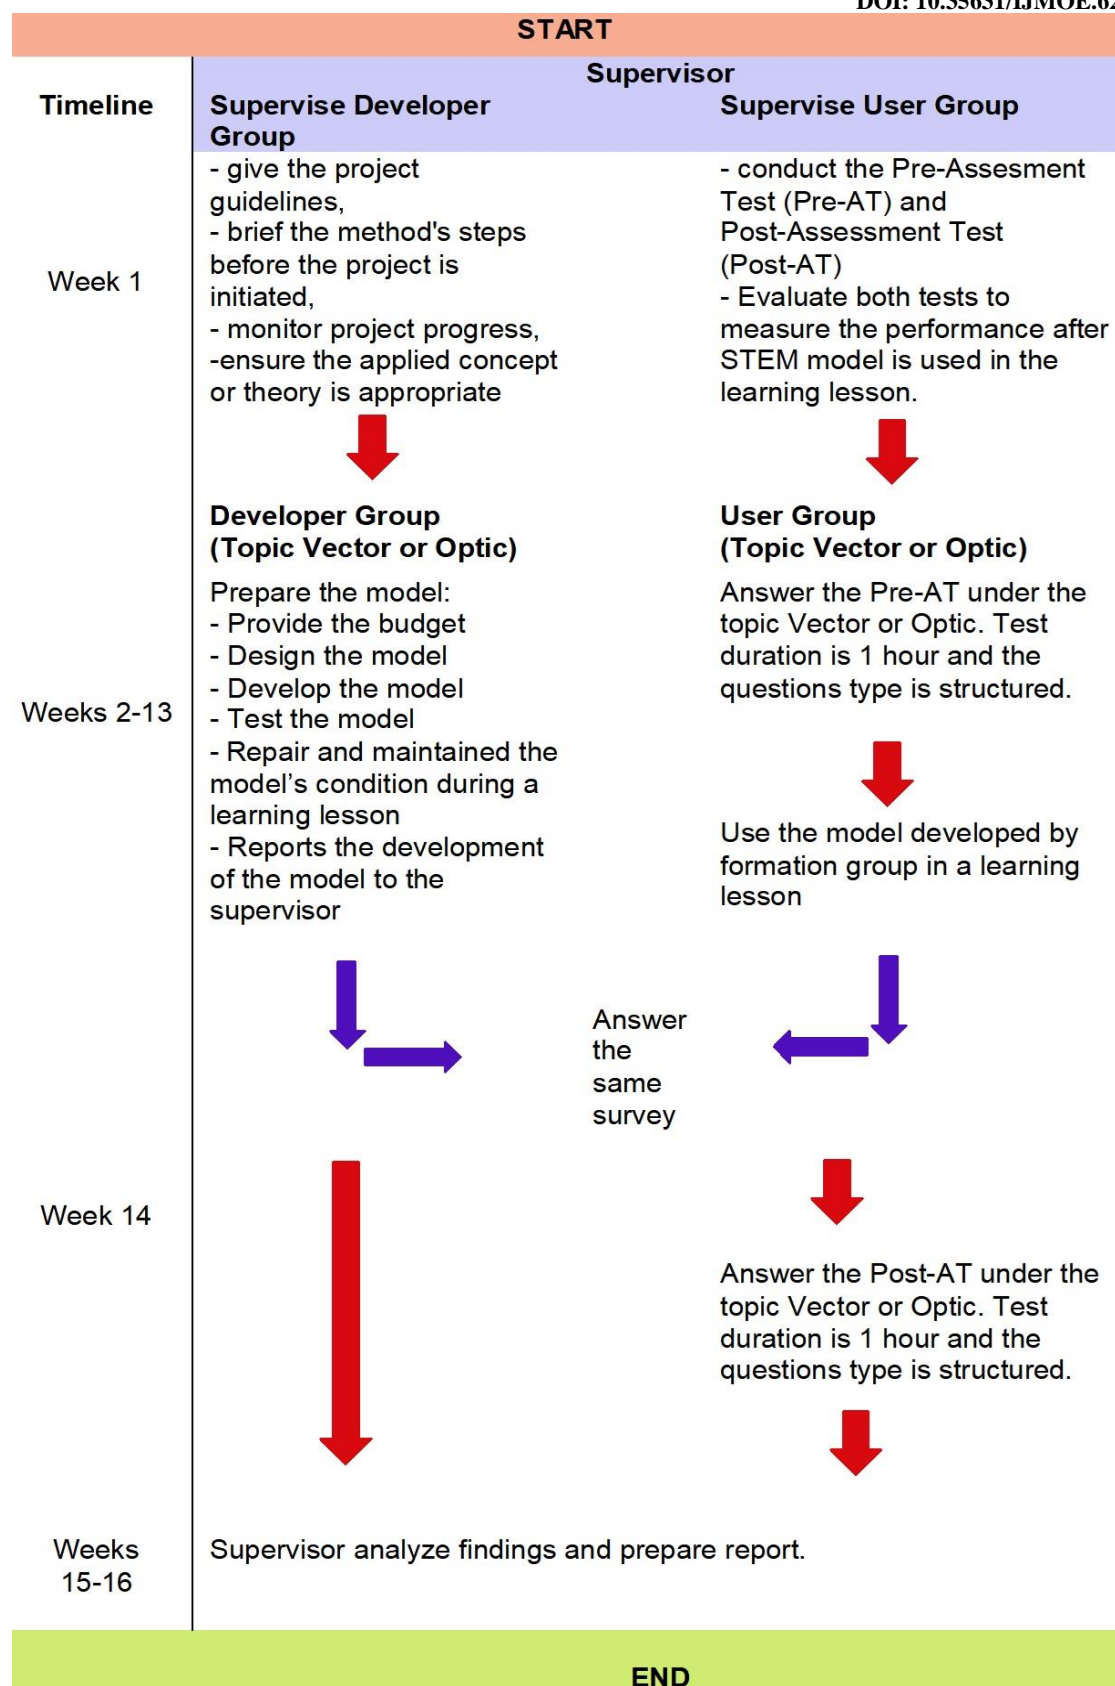 DOI: 10.35631/IJMOE.62
START
Supervisor
Timeline
Supervise Developer
Group
Supervise User Group
Week 1
- give the project
guidelines,
- brief the method's steps
before the project is
initiated,
- monitor project progress,
-ensure the applied concept
or theory is appropriate
- conduct the Pre-Assesment
Test (Pre-AT) and
Post-Assessment Test
(Post-AT)
- Evaluate both tests to
measure the performance after
STEM model is used in the
learning lesson.
Weeks 2-13
Developer Group
(Topic Vector or Optic)
Prepare the model:
- Provide the budget
- Design the model
- Develop the model
- Test the model
- Repair and maintained the
model’s condition during a
learning lesson
- Reports the development
of the model to the
supervisor
User Group
(Topic Vector or Optic)
Answer the Pre-AT under the
topic Vector or Optic. Test
duration is 1 hour and the
questions type is structured.
Use the model developed by
formation group in a learning
lesson
Answer
the
same
survey
Week 14
Answer the Post-AT under the
topic Vector or Optic. Test
duration is 1 hour and the
questions type is structured.
Weeks
15-16
Supervisor analyze findings and prepare report.
END